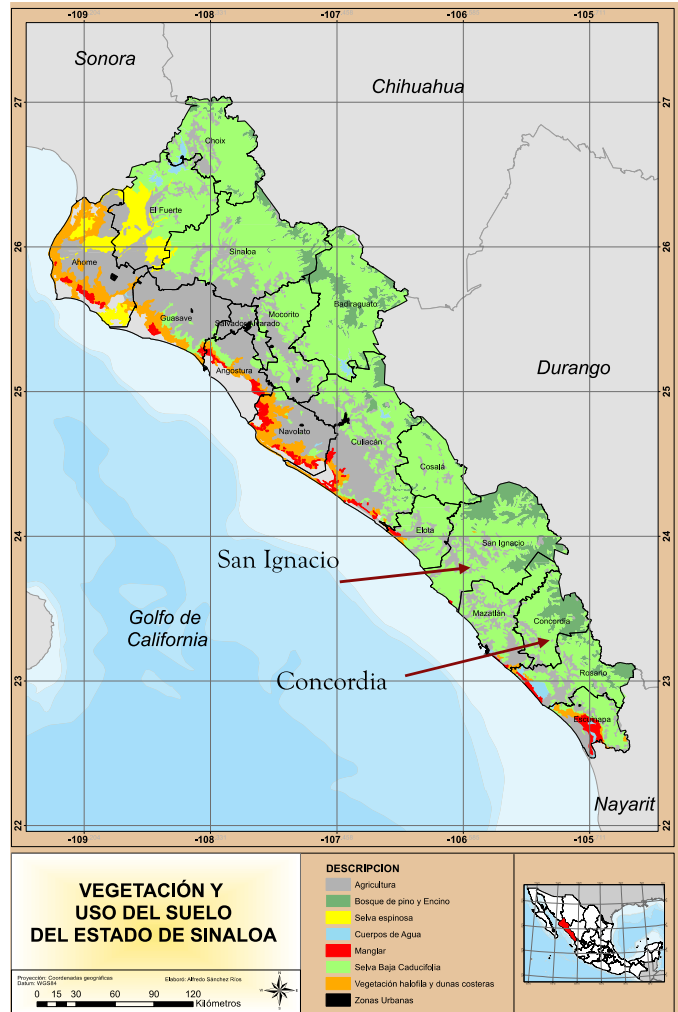 -109
-108
-107
-106
-105
Sonora
Chihuahua
27
27
Choix
El Fuerte
26
26
Sinaloa
Ahome
Badiraguato
Guasave
Mocorito
Salvador Alvarado
Durango
Angostura
25
25
Navolato
Culiacán
Cosalá
24
24
Elota
San Ignacio
San Ignacio
Mazatlán
Concordia
Golfo de
California
Concordia
Rosario
23
23
Escuinapa
Nayarit
22
22
-109
-108
-107
-106
-105
VEGETACIÓN Y
USO DEL SUELO
DEL ESTADO DE SINALOA
Proyección: Coordenadas geográficas
Datum: WGS84
Elaboró: Alfredo Sánchez Ríos
0 15 30 60 90 120
Kilómetros
DESCRIPCION
Agricultura
Bosque de pino y Encino
Selva espinosa
Cuerpos de Agua
Manglar
Selva Baja Caducifolia
Vegetación halofila y dunas costeras
Zonas Urbanas